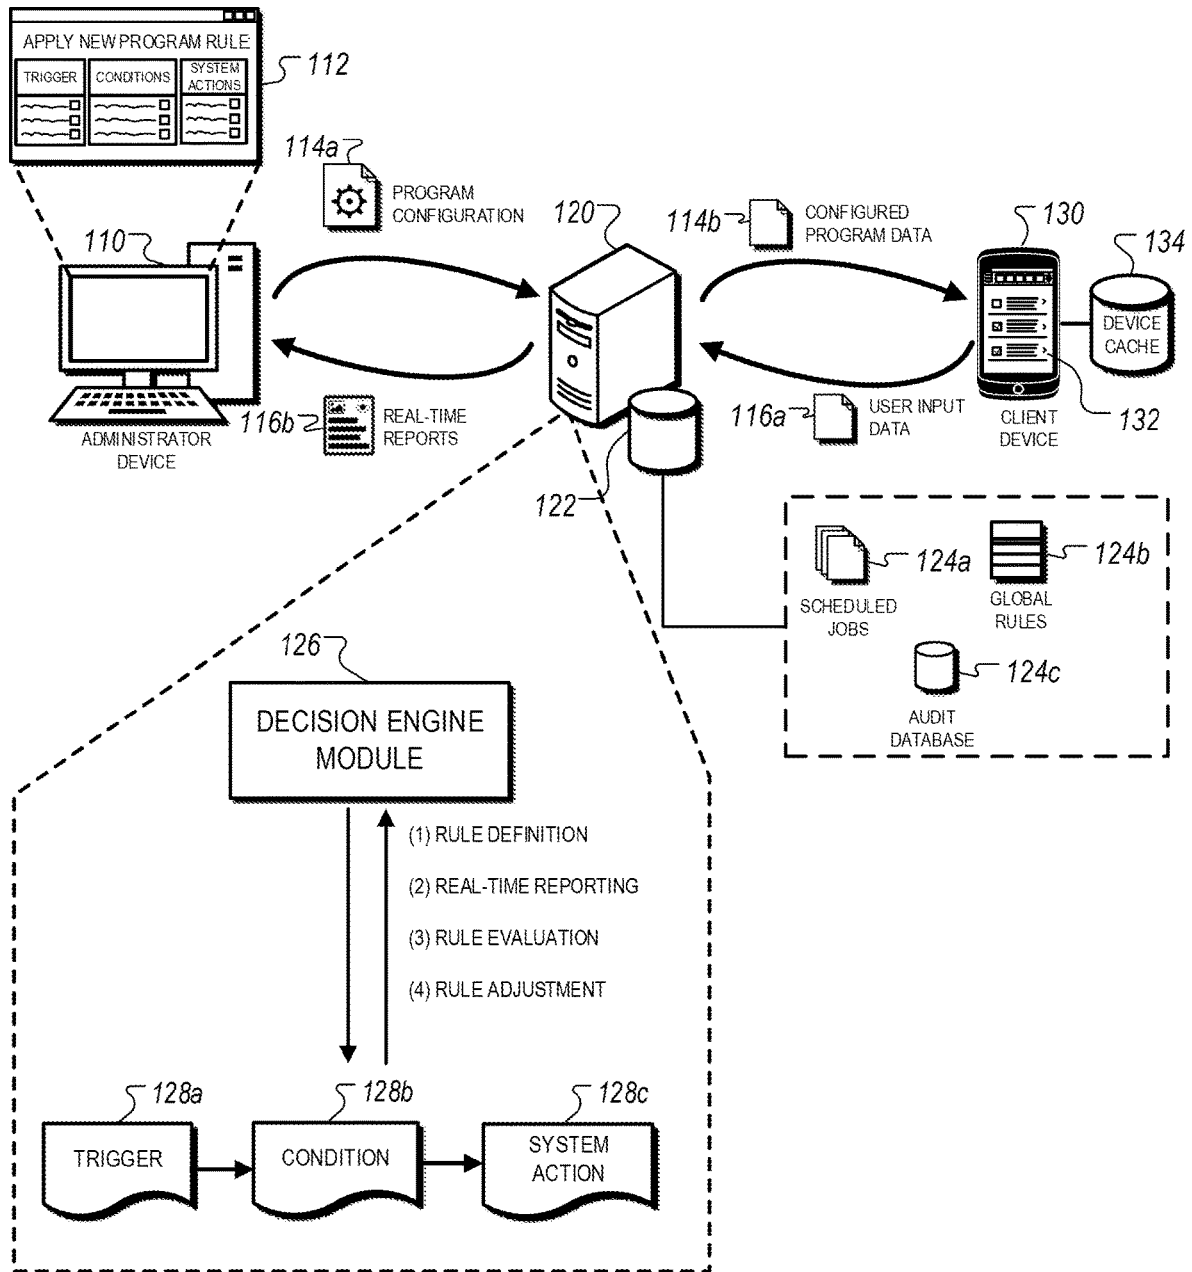 APPLY NEW PROGRAM RULE:
TRIGGER
CONDITIONS
SYSTEM
ACTIONS
112
114a
PROGRAM
CONFIGURATION
110
120
114b
CONFIGURED
PROGRAM DATA
130
134
DEVICE
CACHE
ADMINISTRATOR
DEVICE
116b
REAL-TIME
REPORTS
116a
USER INPUT
DATA
CLIENT
DEVICE
132
122
124a
SCHEDULED
JOBS
124b
GLOBAL
RULES
124c
AUDIT
DATABASE
126
DECISION ENGINE
MODULE
(1) RULE DEFINITION
(2) REAL-TIME REPORTING
(3) RULE EVALUATION
(4) RULE ADJUSTMENT
128a
TRIGGER
128b
CONDITION
128c
SYSTEM
ACTION